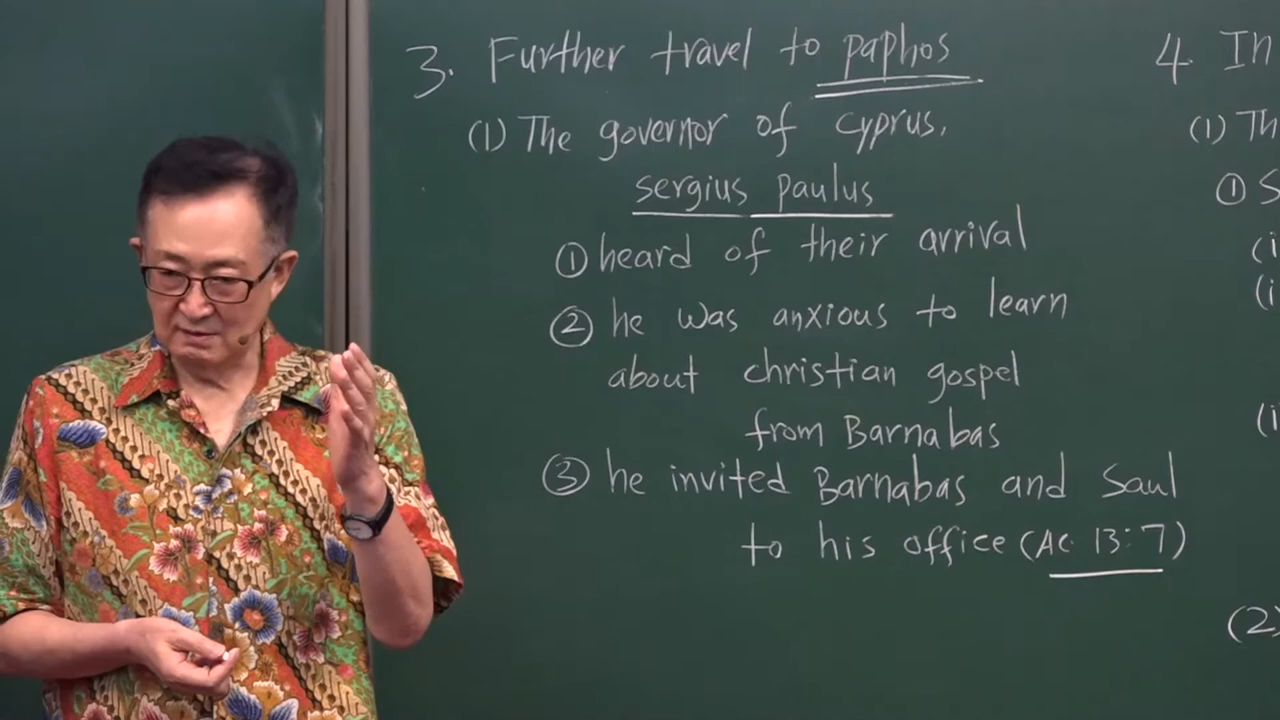 3. Further travel to paphos
(1) The governor of cyprus,
sergius paulus
① heard of their arrival
② he was anxious to learn
about christian gospel
from Barnabas
③ he invited Barnabas and Saul
to his office (Ac. 13:7)
4. In
(1) Th
① S
(i
(i
(i
(2)